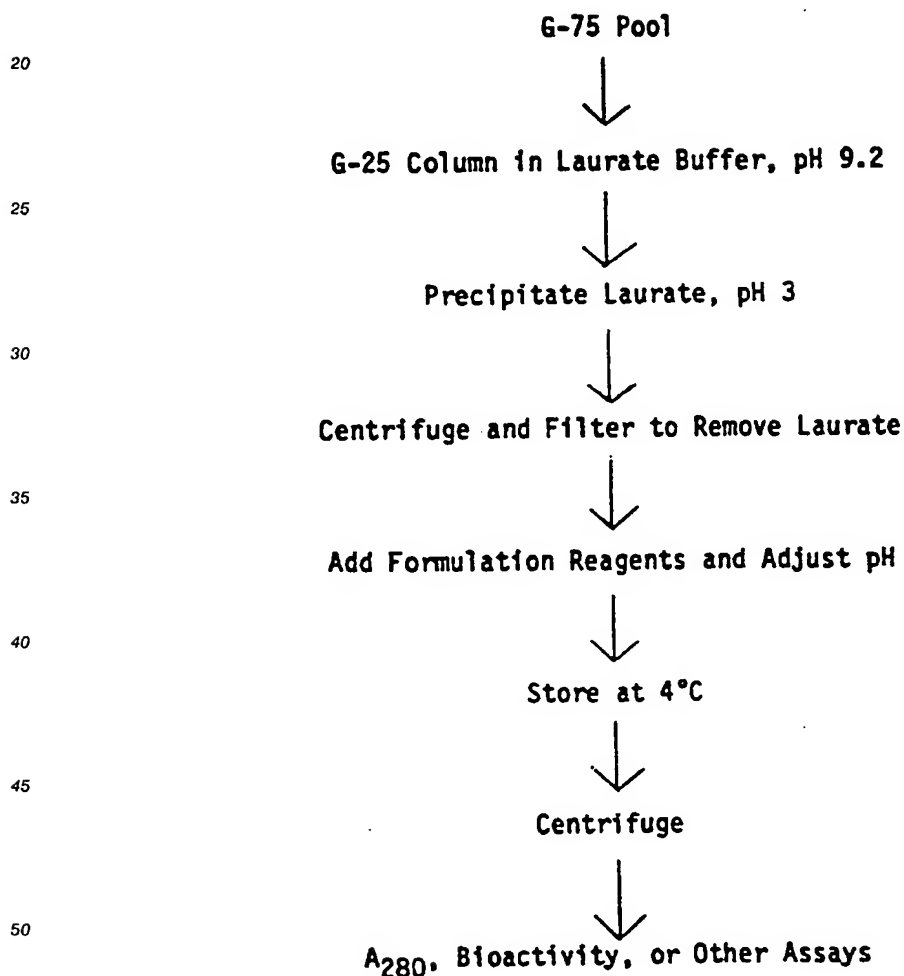 G-75 Pool
20
G-25 Column in Laurate Buffer, pH 9.2
25
Precipitate Laurate, pH 3
30
Centrifuge and Filter to Remove Laurate
35
Add Formulation Reagents and Adjust pH
40
Store at 4°C
45
Centrifuge
50
A280, Bioactivity, or Other Assays